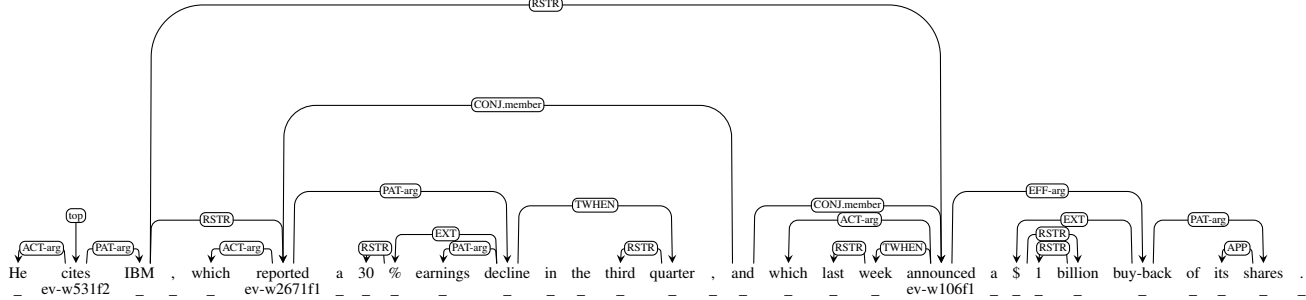 RSTR
CONJ.member
PAT-arg EFF-arg
top RSTR TWHEN CONJ.member ACT-arg EXT PAT-arg
EXT RSTR
ACT-arg PAT-arg ACT-arg RSTR PAT-arg RSTR RSTR TWHEN RSTR APP
He cites IBM , which reported a 30 % earnings decline in the third quarter , and which last week announced a $ 1 billion buy-back of its shares .
_ ev-w531f2 _ _ _ ev-w2671f1 _ _ _ _ _ _ _ _ _ _ _ _ _ _ ev-w106f1 _ _ _ _ _ _ _ _ _